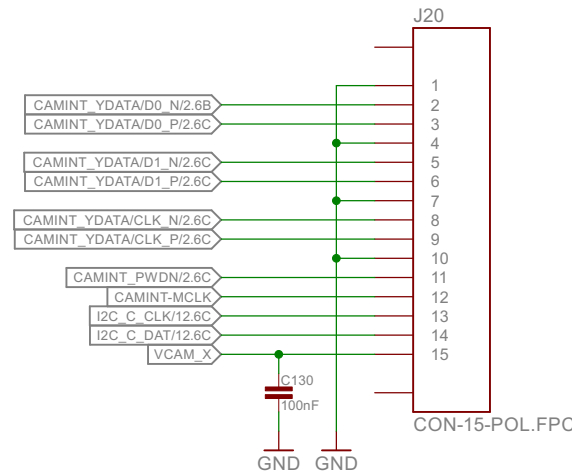 J20
1
CAMINT_YDATA/D0_N/2.6B 2
CAMINT_YDATA/D0_P/2.6C 3
4
CAMINT_YDATA/D1_N/2.6C 5
CAMINT_YDATA/D1_P/2.6C 6
7
CAMINT_YDATA/CLK_N/2.6C 8
CAMINT_YDATA/CLK_P/2.6C 9
10
CAMINT_PWDN/2.6C 11
CAMINT-MCLK 12
I2C_C_CLK/12.6C 13
I2C_C_DAT/12.6C 14
VCAM_X 15
C130
100nF
CON-15-POL.FPC
GND GND